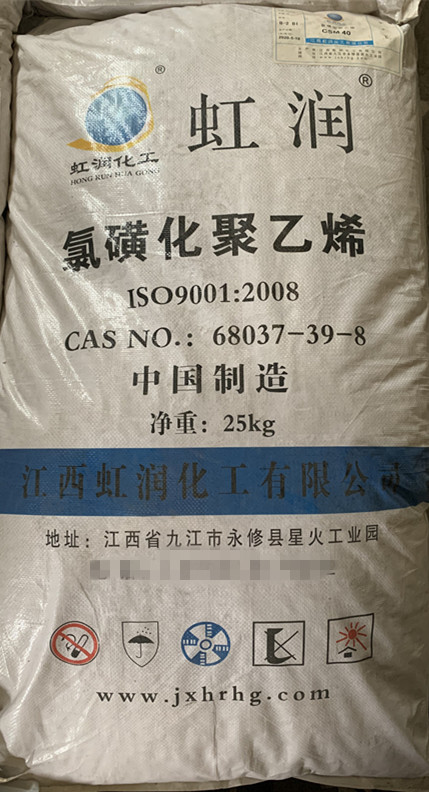 CSM 40
®
®
虹润
虹润化工
HONG RUN HUA GONG
氯磺化聚乙烯
ISO9001:2008
CAS NO.: 68037-39-8
中国制造
净重: 25kg
江西虹润化工有限公司
地址: 江西省九江市永修县星火工业园
www.jxhrhg.com